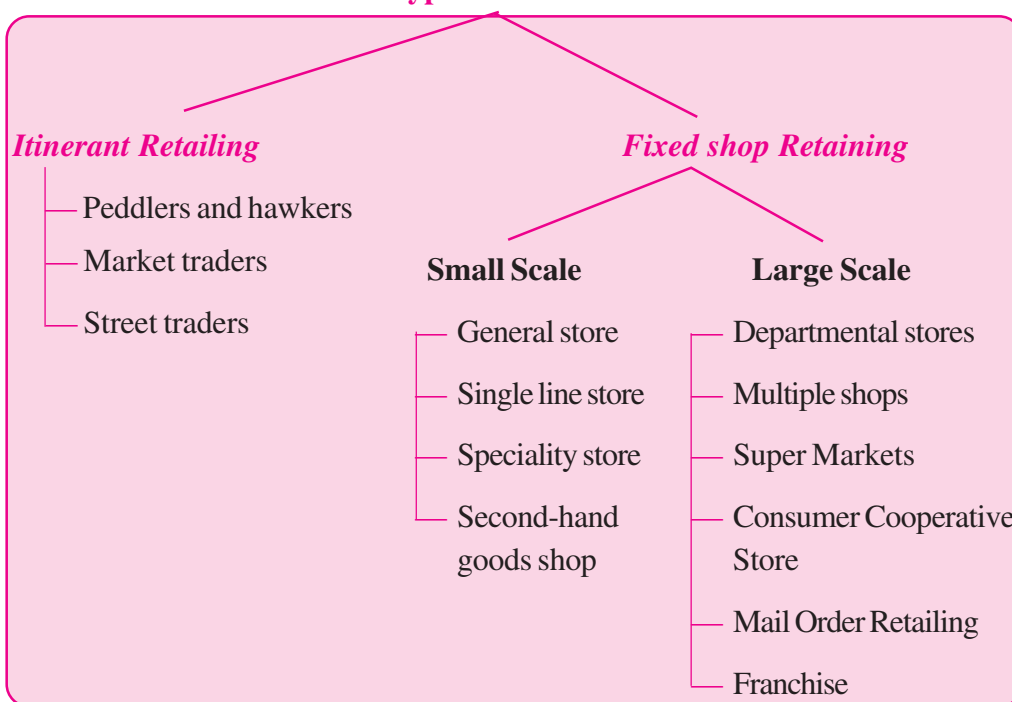 Itinerant Retailing
Peddlers and hawkers
Market traders
Street traders
Fixed shop Retaining
Small Scale
General store
Single line store
Speciality store
Second-hand
goods shop
Large Scale
Departmental stores
Multiple shops
Super Markets
Consumer Cooperative
Store
Mail Order Retailing
Franchise